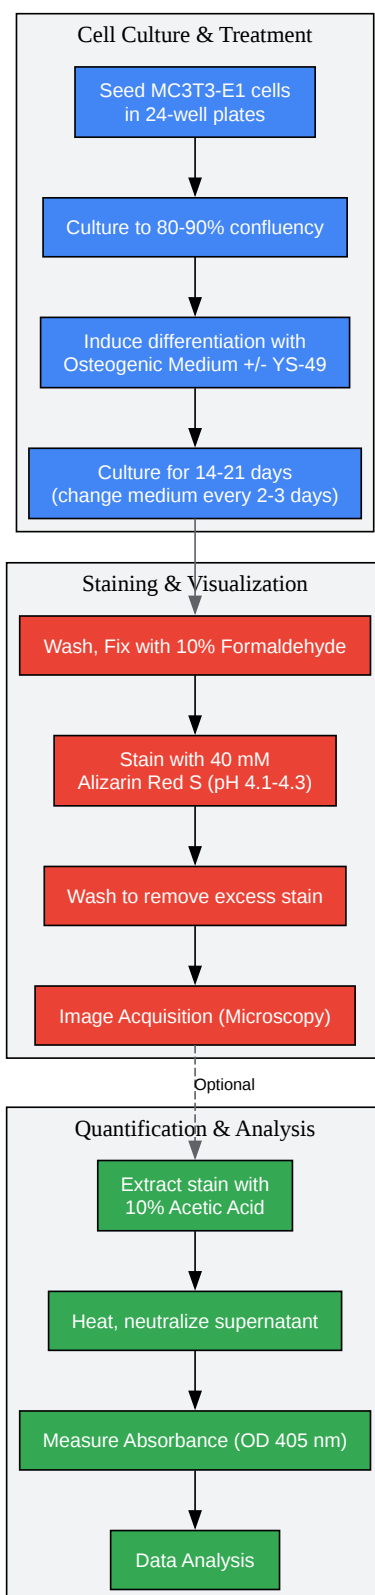 Cell Culture & Treatment
Seed MC3T3-E1 cells
in 24-well plates
Culture to 80-90% confluency
Induce differentiation with
Osteogenic Medium +/- YS-49
Culture for 14-21 days
(change medium every 2-3 days)
Staining & Visualization
Wash, Fix with 10% Formaldehyde
Stain with 40 mM
Alizarin Red S (pH 4.1-4.3)
Wash to remove excess stain
Image Acquisition (Microscopy)
Optional
Quantification & Analysis
Extract stain with
10% Acetic Acid
Heat, neutralize supernatant
Measure Absorbance (OD 405 nm)
Data Analysis